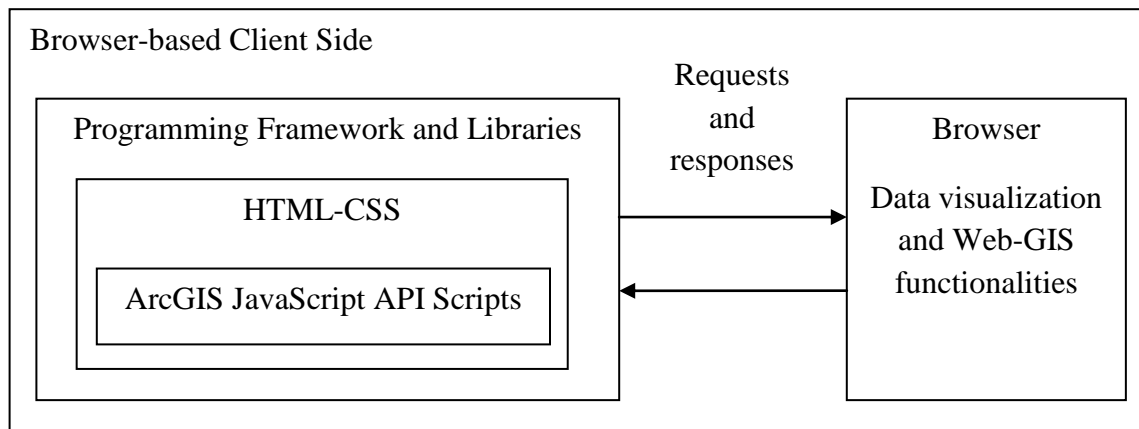 Browser-based Client Side
Programming Framework and Libraries
HTML-CSS
ArcGIS JavaScript API Scripts
Requests
and
responses
Browser
Data visualization
and Web-GIS
functionalities